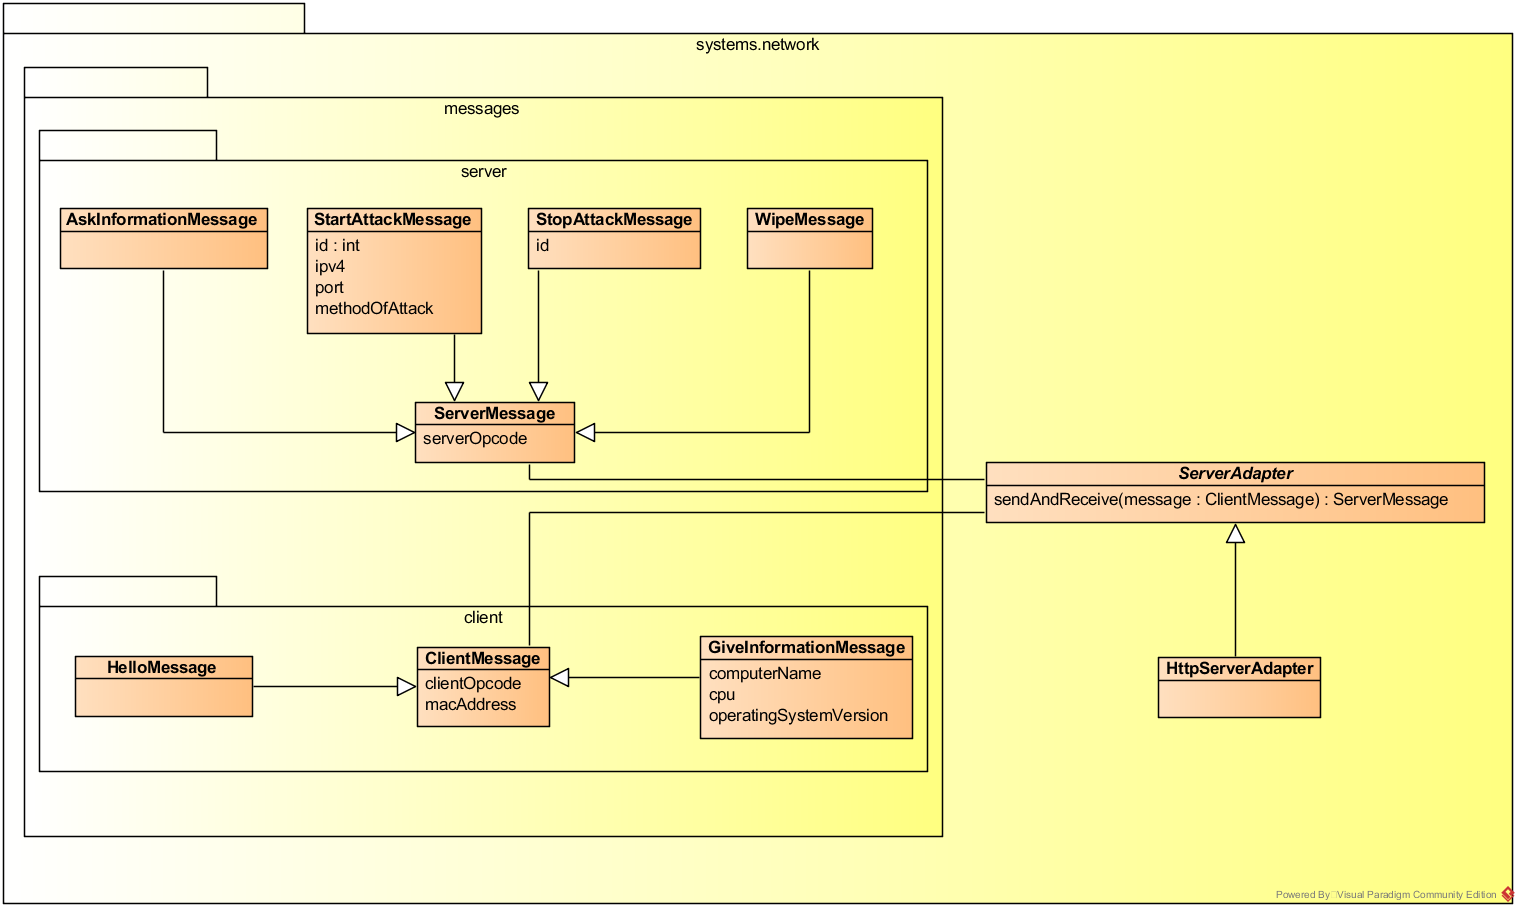 systems.network
messages
server
AskInformationMessage
StartAttackMessage
id : int
ipv4
port
methodOfAttack
StopAttackMessage
id
WipeMessage
ServerMessage
serverOpcode
ServerAdapter
sendAndReceive(message : ClientMessage) : ServerMessage
client
HelloMessage
ClientMessage
clientOpcode
macAddress
GiveInformationMessage
computerName
cpu
operatingSystemVersion
HttpServerAdapter
Powered By Visual Paradigm Community Edition